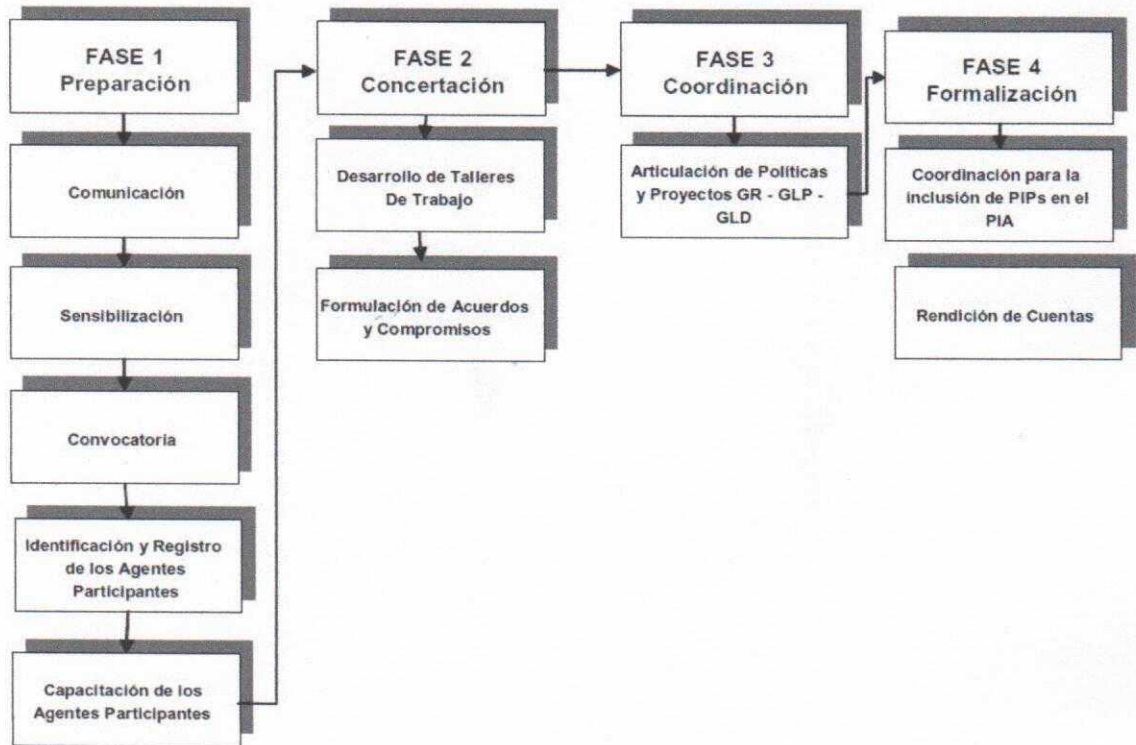 FASE 1
Preparación
Comunicación
Sensibilización
Convocatoria
Identificación y Registro
de los Agentes
Participantes
Capacitación de los
Agentes Participantes
FASE 2
Concertación
Desarrollo de Talleres
De Trabajo
Formulación de Acuerdos
y Compromisos
FASE 3
Coordinación
Articulación de Políticas
y Proyectos GR - GLP -
GLD
FASE 4
Formalización
Coordinación para la
inclusión de PIPs en el
PIA
Rendición de Cuentas